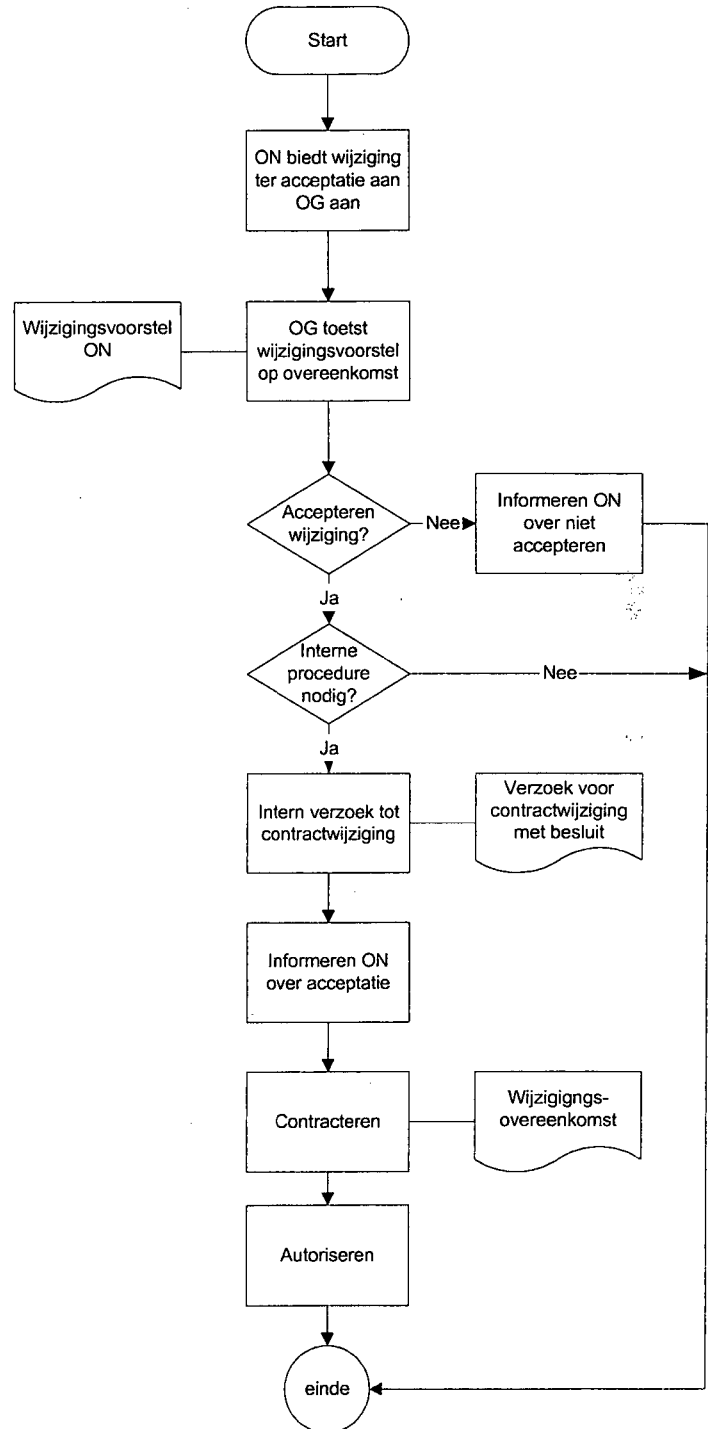 Start
ON biedt wijziging
ter acceptatie aan
OG aan
Wijzigingsvoorstel
ON
OG toetst
wijzigingsvoorstel
op overeenkomst
Accepteren
wijziging?
Nee
Informeren ON
over niet
accepteren
Ja
Interne
procedure
nodig?
Nee
Ja
Intern verzoek tot
contractwijziging
Verzoek voor
contractwijziging
met besluit
Informeren ON
over acceptatie
Contracteren
Wijzigigngs-
overeenkomst
Autoriseren
einde